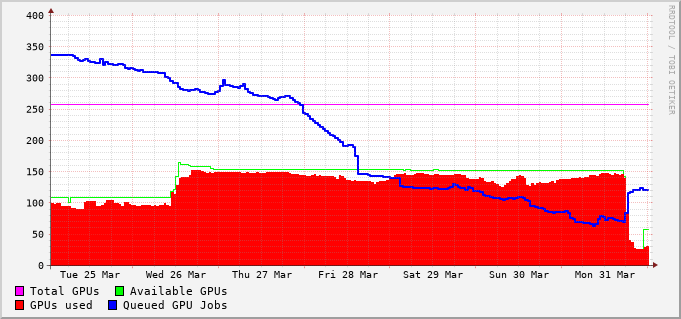 400
350
300
250
200
150
100
50
0
Tue 25 Mar Wed 26 Mar Thu 27 Mar Fri 28 Mar Sat 29 Mar Sun 30 Mar Mon 31 Mar
Total GPUs Available GPUs
GPUs used Queued GPU Jobs
RRDTOOL / TOBI OETIKER